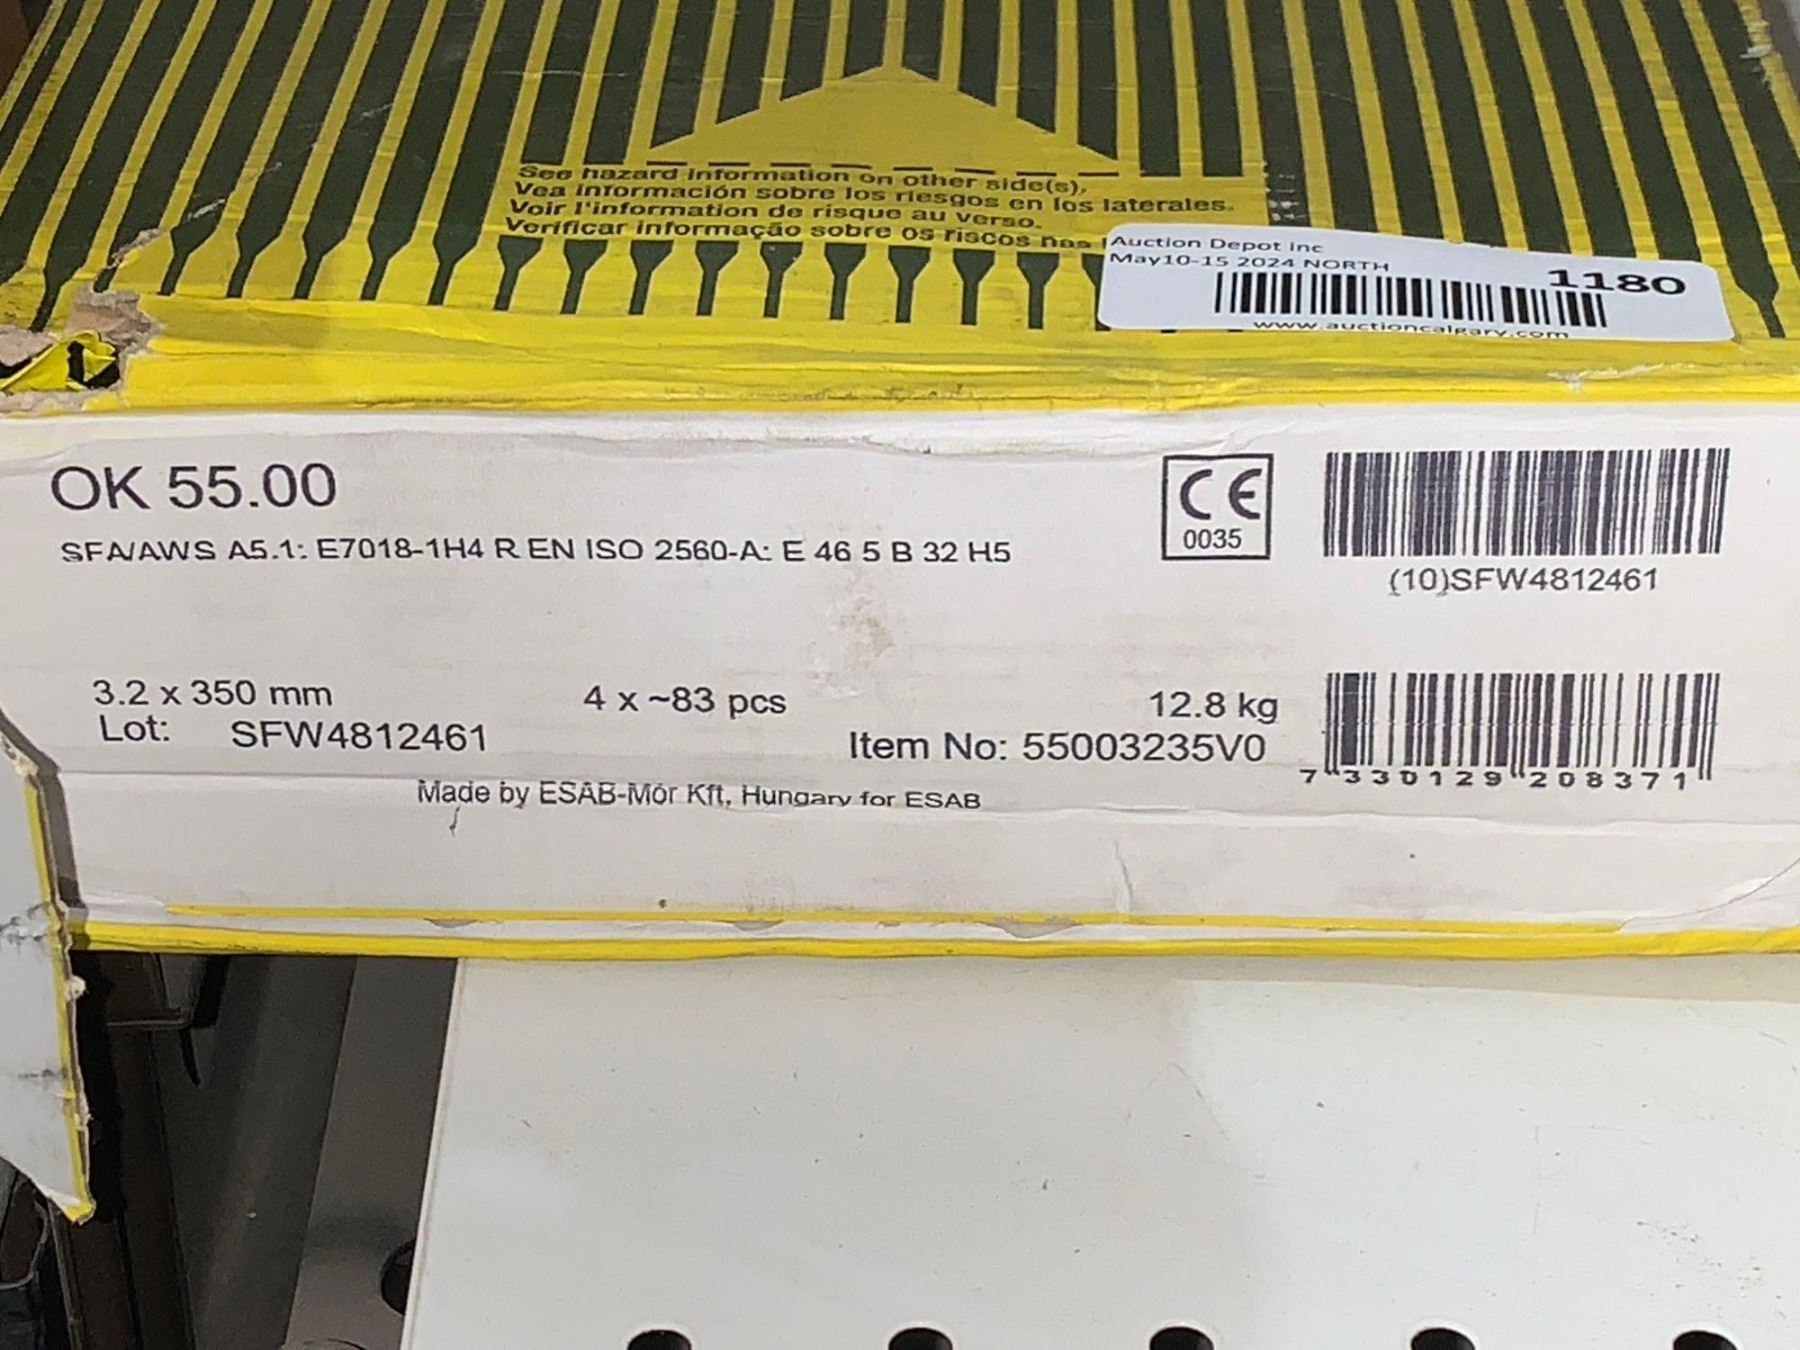 See hazard information on other side(s),
Vea información sobre los riesgos en los laterales.
Voir l'information de risque au verso.
Verificar informação sobre os riscos nas
Auction Depot Inc
May10-15 2024 NORTH
1180
www.auctioncalgary.com
OK 55.00
SFA/AWS A5.1: E7018-1H4 R EN ISO 2560-A: E 46 5 B 32 H5
CE
0035
(10)SFW4812461
3.2 x 350 mm
4 x ~83 pcs
12.8 kg
Lot: SFW4812461
Item No: 55003235V0
7 330129 208371
Made by ESAB-Mór Kft, Hungary for ESAB